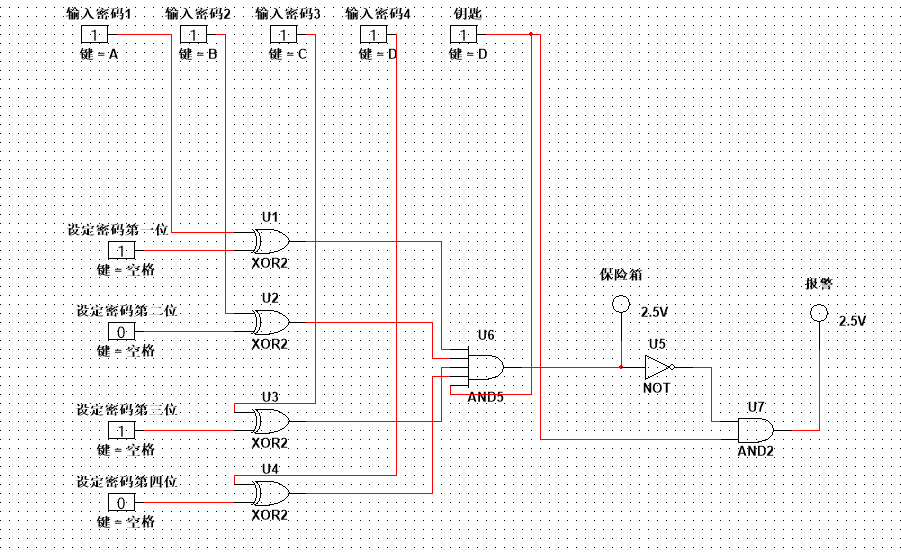 输入密码1 输入密码2 输入密码3 输入密码4 钥匙
1 1 1 1 1
键 = A 键 = B 键 = C 键 = D 键 = D
U1
设定密码第一位
1
XOR2
键 = 空格
保险箱
报警
U2
设定密码第二位
2.5V
2.5V
0
U6
XOR2
U5
键 = 空格
NOT
U3
AND5
设定密码第三位
U7
1
XOR2
键 = 空格
AND2
U4
设定密码第四位
0
XOR2
键 = 空格